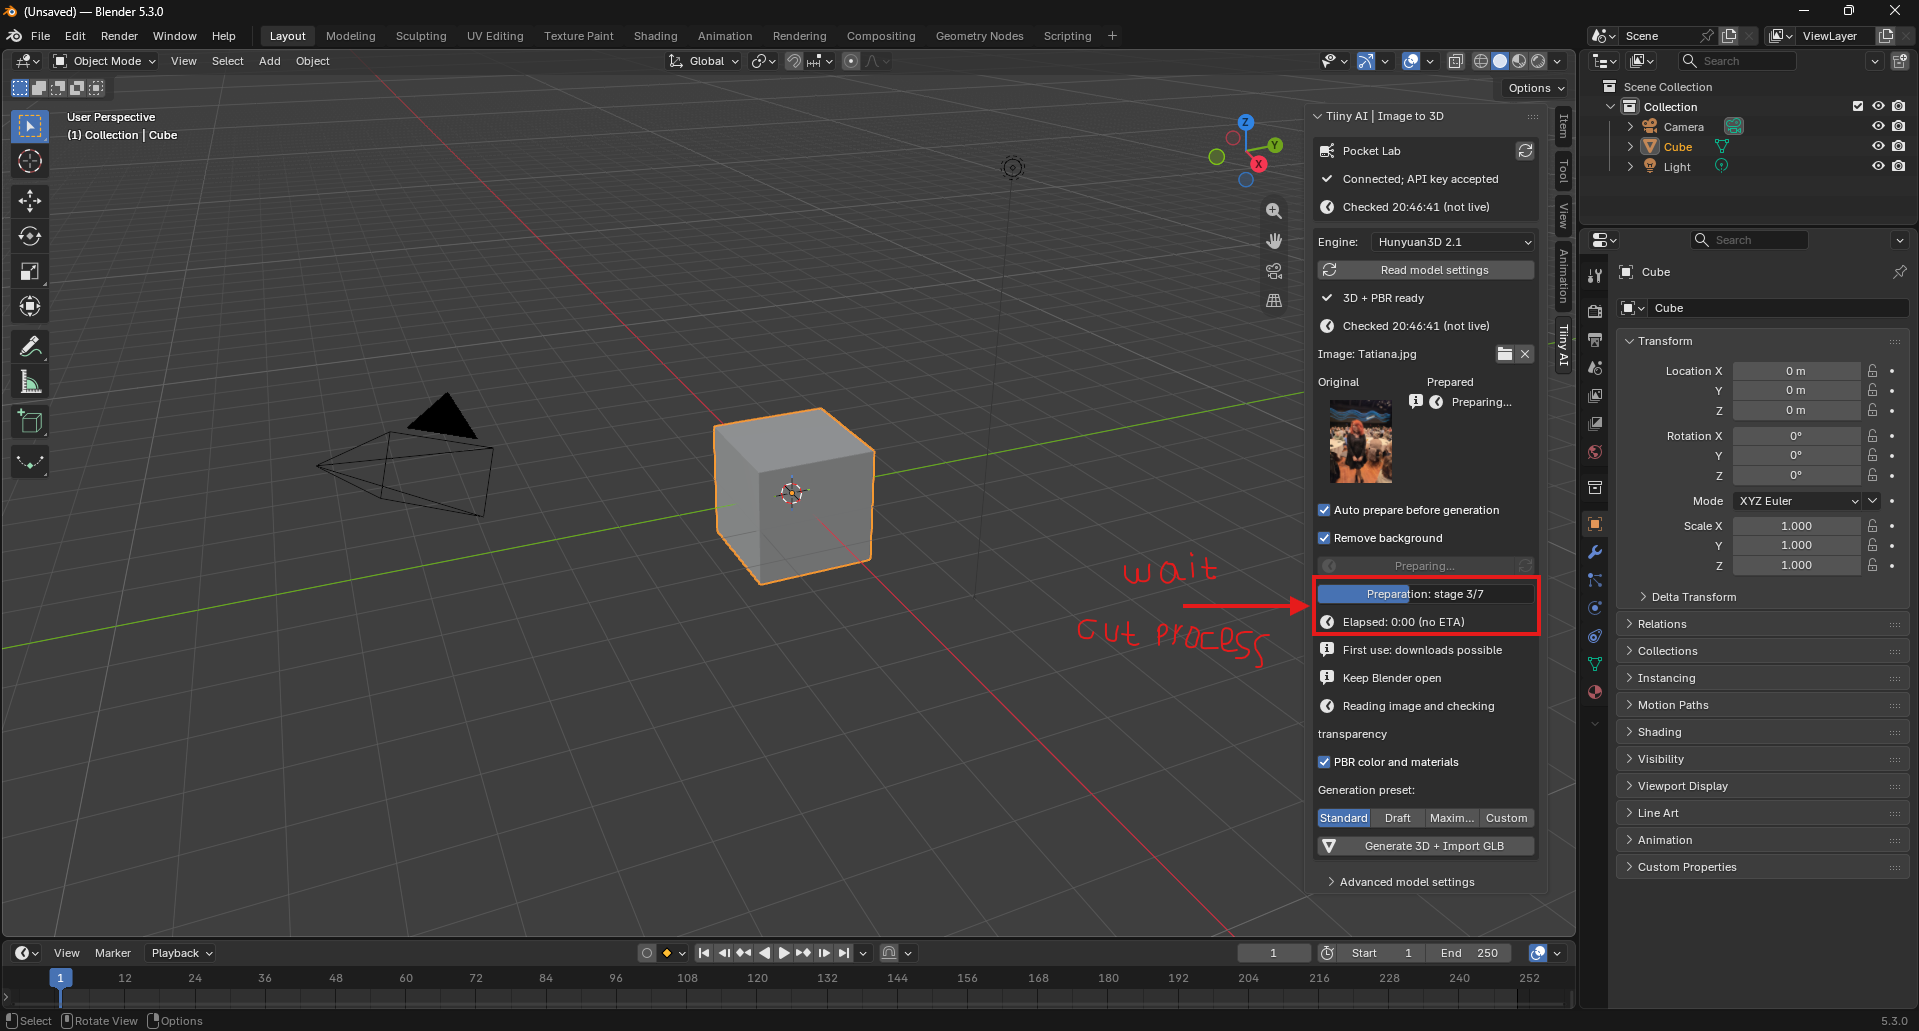 (Unsaved) — Blender 5.3.0
File Edit Render Window Help Layout Modeling Sculpting UV Editing Texture Paint Shading Animation Rendering Compositing Geometry Nodes Scripting + Scene ViewLayer
Object Mode View Select Add Object Global Search
Options
User Perspective
(1) Collection | Cube
Z
Y
X
Tiiny AI | Image to 3D
Pocket Lab
Connected; API key accepted
Checked 20:46:41 (not live)
Engine: Hunyuan3D 2.1
Read model settings
3D + PBR ready
Checked 20:46:41 (not live)
Image: Tatiana.jpg
Original Prepared
Preparing...
Auto prepare before generation
Remove background
Preparing...
Preparation: stage 3/7
Elapsed: 0:00 (no ETA)
First use: downloads possible
Keep Blender open
Reading image and checking
transparency
PBR color and materials
Generation preset:
Standard Draft Maxim... Custom
Generate 3D + Import GLB
Advanced model settings
wait
cut process
Item
Tool
View
Animation
Tiiny AI
Scene Collection
Collection
Camera
Cube
Light
Search
Cube
Cube
Transform
Location X 0 m
Y 0 m
Z 0 m
Rotation X 0°
Y 0°
Z 0°
Mode XYZ Euler
Scale X 1.000
Y 1.000
Z 1.000
Delta Transform
Relations
Collections
Instancing
Motion Paths
Shading
Visibility
Viewport Display
Line Art
Animation
Custom Properties
View Marker Playback 1 Start 1 End 250
1 12 24 36 48 60 72 84 96 108 120 132 144 156 168 180 192 204 216 228 240 252
Select Rotate View Options 5.3.0